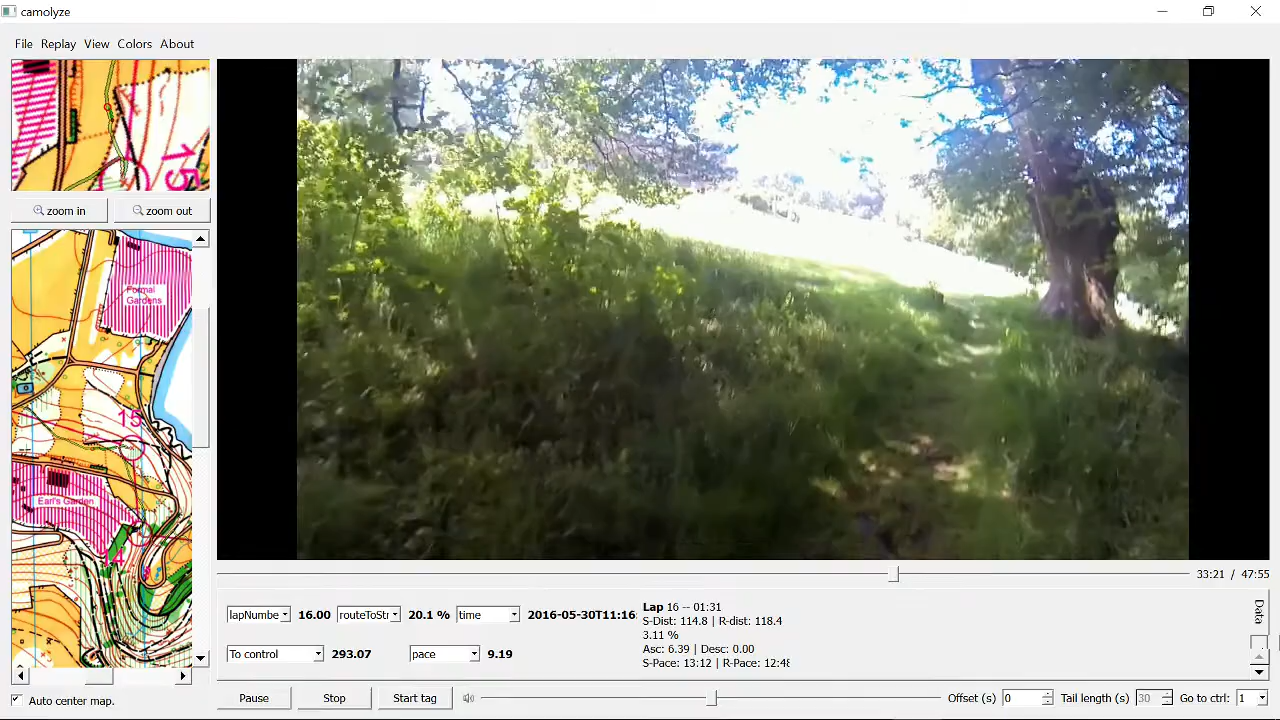 camolyze
File Replay View Colors About
15
zoom in
zoom out
Formal
Gardens
15
Earl's Garden
14
Auto center map.
33:21 / 47:55
lapNumbe 16.00 routeToStr 20.1 % time 2016-05-30T11:16:
To control 293.07 pace 9.19
Lap 16 -- 01:31
S-Dist: 114.8 | R-dist: 118.4
3.11 %
Asc: 6.39 | Desc: 0.00
S-Pace: 13:12 | R-Pace: 12:48
Data
Pause Stop Start tag Offset (s) 0 Tail length (s) 30 Go to ctrl: 1